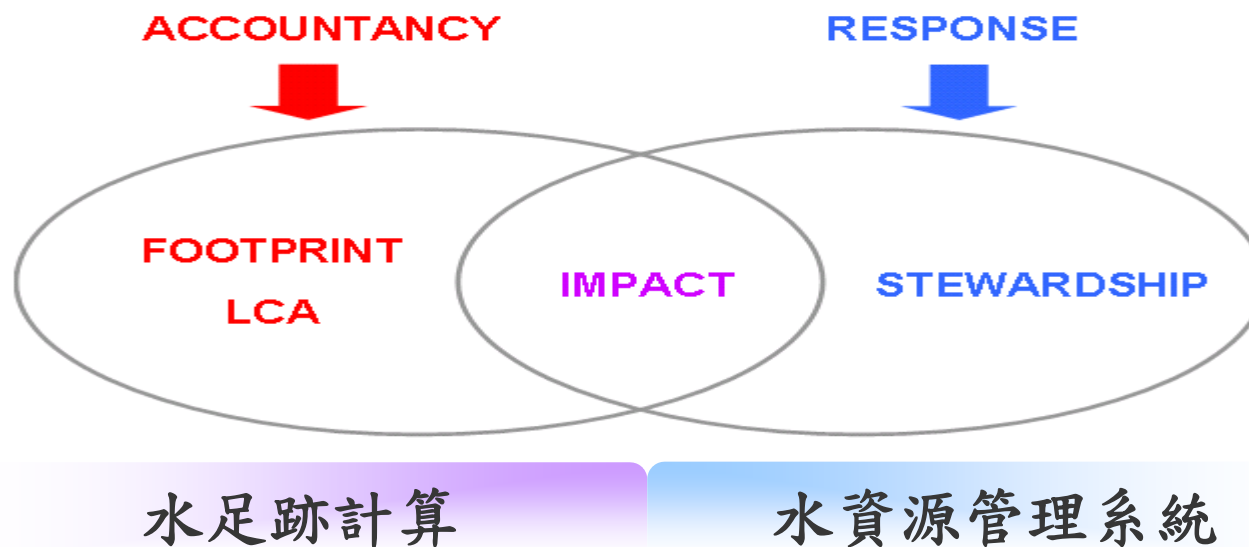 ACCOUNTANCY
RESPONSE
FOOTPRINT
LCA
IMPACT
STEWARDSHIP
水足跡計算
水資源管理系統